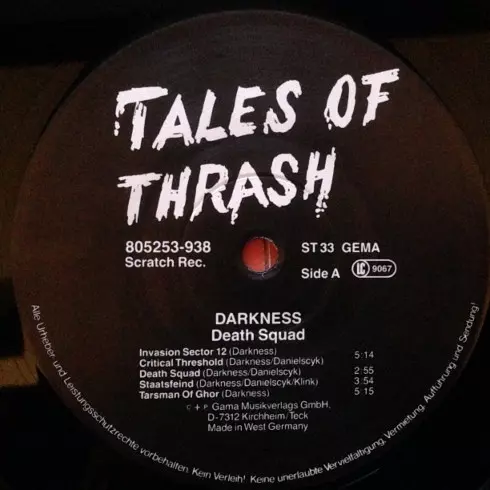 TALES OF
THRASH
805253-938
Scratch Rec.
ST 33 GEMA
Side A
LC 9067
DARKNESS
Death Squad
Invasion Sector 12 (Darkness) 5:14
Critical Threshold (Darkness/Danielscyk)
Death Squad (Darkness/Danielscyk) 2:55
Staatsfeind (Darkness/Danielscyk/Klink) 3:54
Tarsman Of Ghor (Darkness) 5:15
C + P Gama Musikverlags GmbH,
D-7312 Kirchheim/Teck
Made in West Germany
Alle Urheber und Leistungsschutzrechte vorbehalten. Kein Verleih! Keine unerlaubte Vervielfältigung, Vermietung, Aufführung und Sendung!